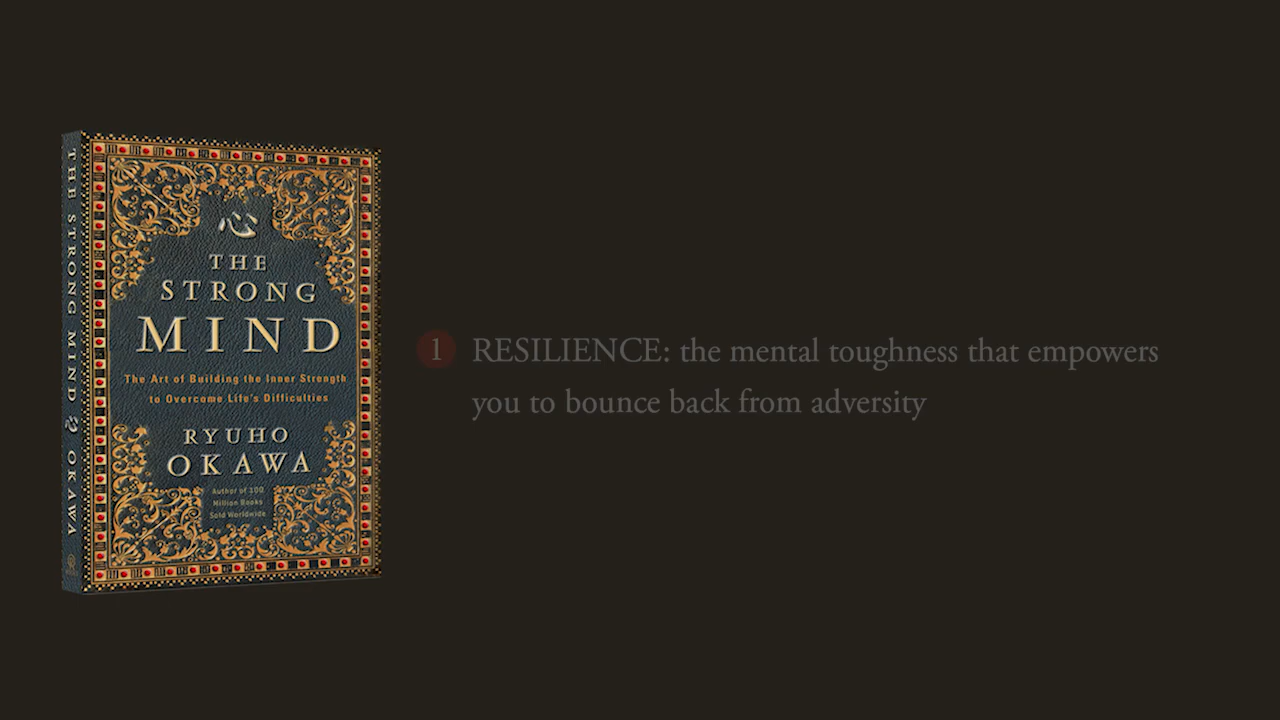 THE STRONG MIND OKAWA
心
THE
STRONG
MIND
The Art of Building the Inner Strength
to Overcome Life's Difficulties
RYUHO
OKAWA
Author of 100
Million Books
Sold Worldwide
1 RESILIENCE: the mental toughness that empowers
you to bounce back from adversity